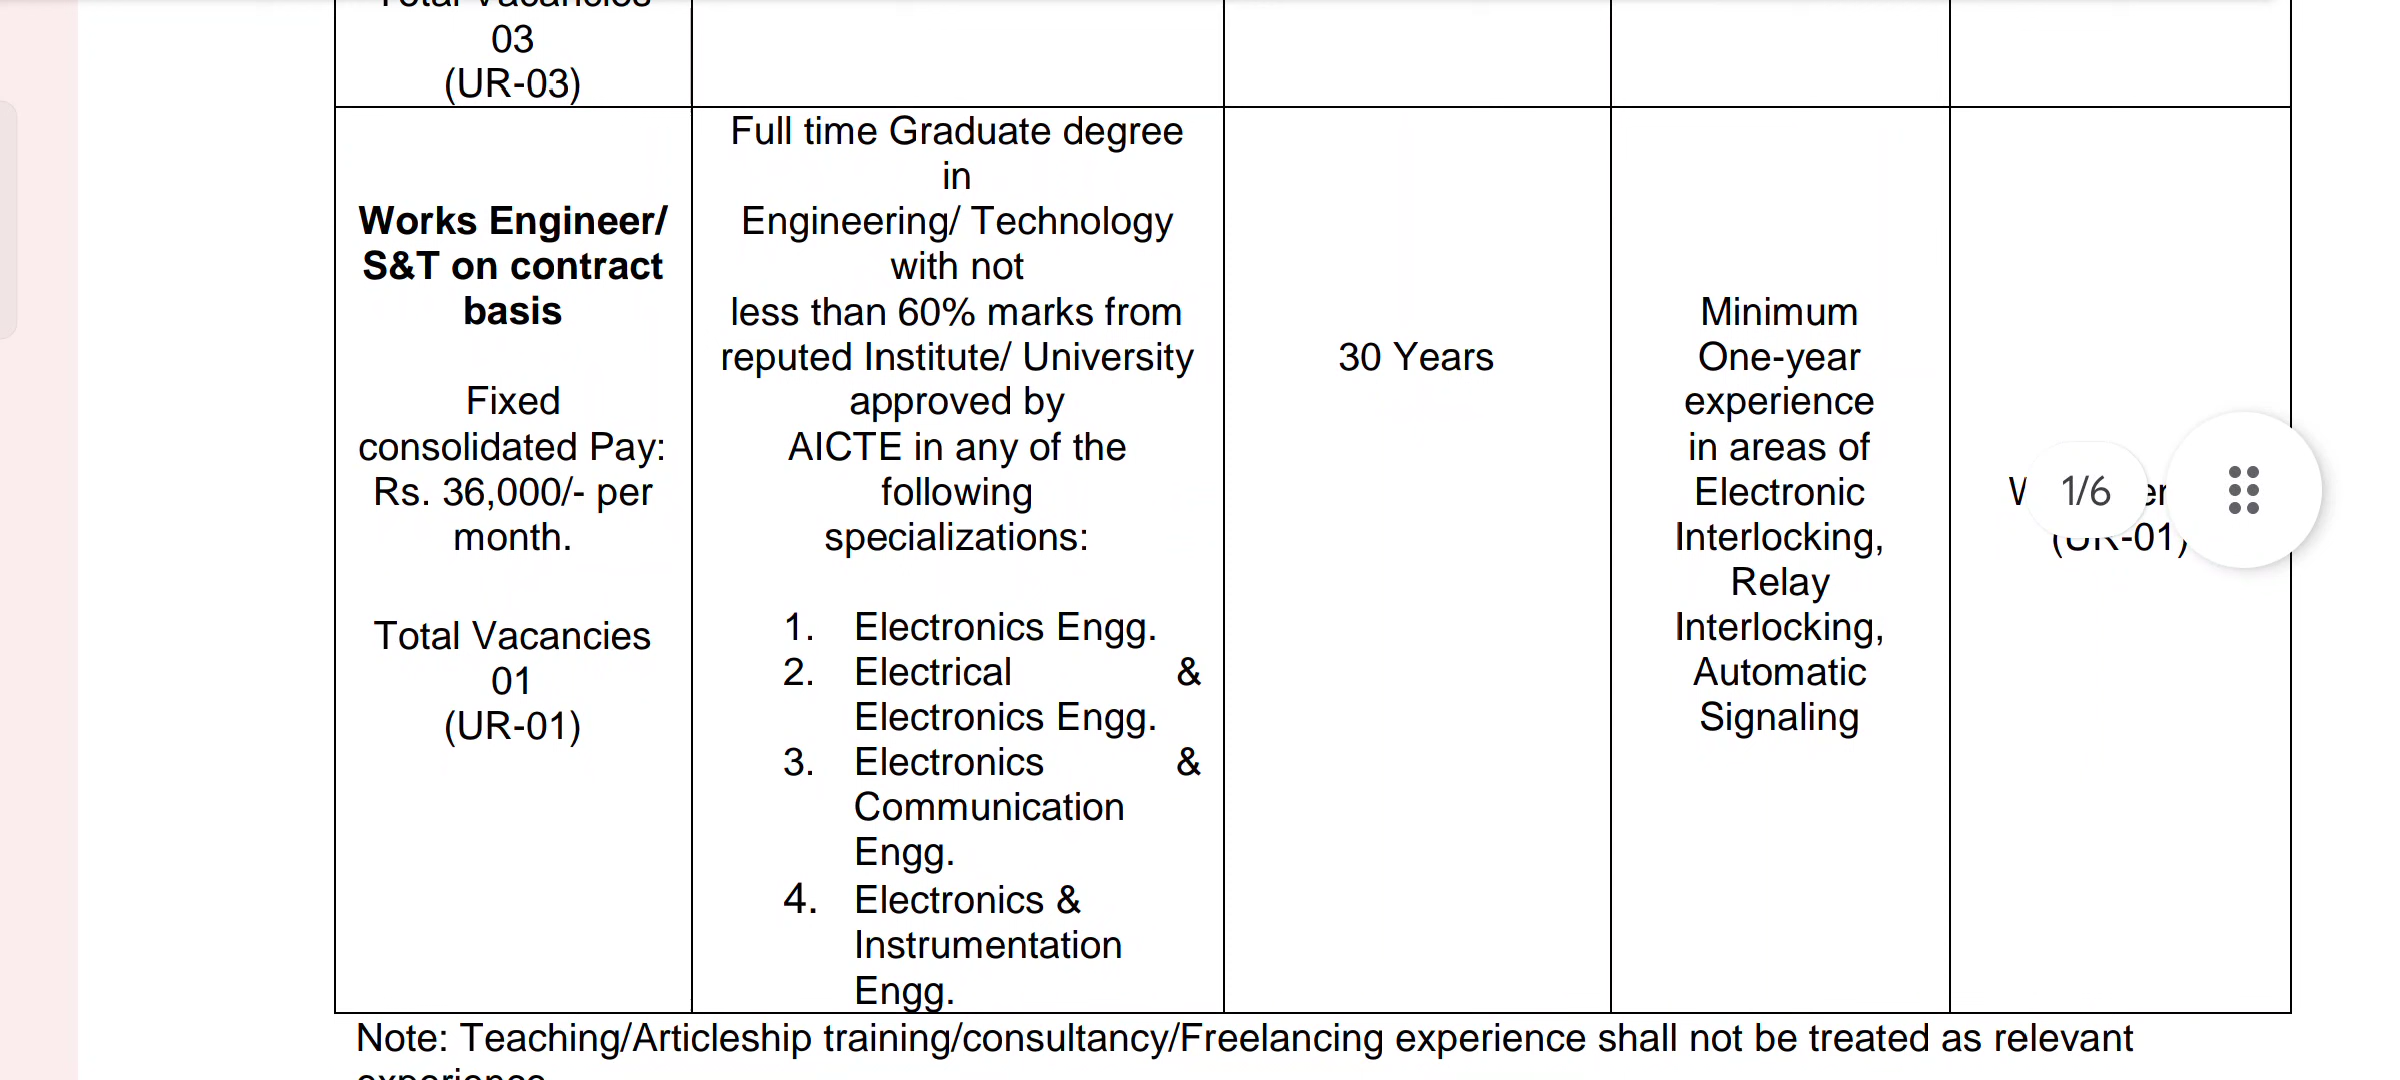 03
(UR-03)
Works Engineer/
S&T on contract
basis
Fixed
consolidated Pay:
Rs. 36,000/- per
month.
Total Vacancies
01
(UR-01)
Full time Graduate degree
in
Engineering/ Technology
with not
less than 60% marks from
reputed Institute/ University
approved by
AICTE in any of the
following
specializations:
1. Electronics Engg.
2. Electrical &
Electronics Engg.
3. Electronics &
Communication
Engg.
4. Electronics &
Instrumentation
Engg.
30 Years
Minimum
One-year
experience
in areas of
Electronic
Interlocking,
Relay
Interlocking,
Automatic
Signaling
1/6
(UR-01)
Note: Teaching/Articleship training/consultancy/Freelancing experience shall not be treated as relevant